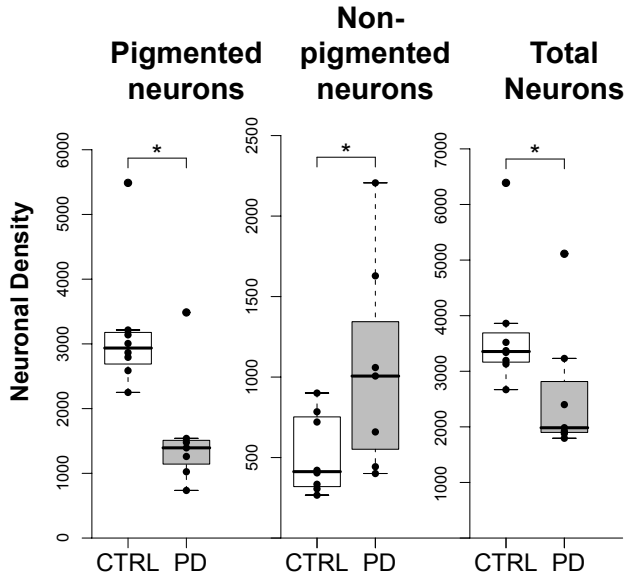 Pigmented
neurons
Non-
pigmented
neurons
Total
Neurons
Neuronal Density
0
1000
2000
3000
4000
5000
6000
*
CTRL PD
500
1000
1500
2000
2500
*
CTRL PD
1000
2000
3000
4000
5000
6000
7000
*
CTRL PD